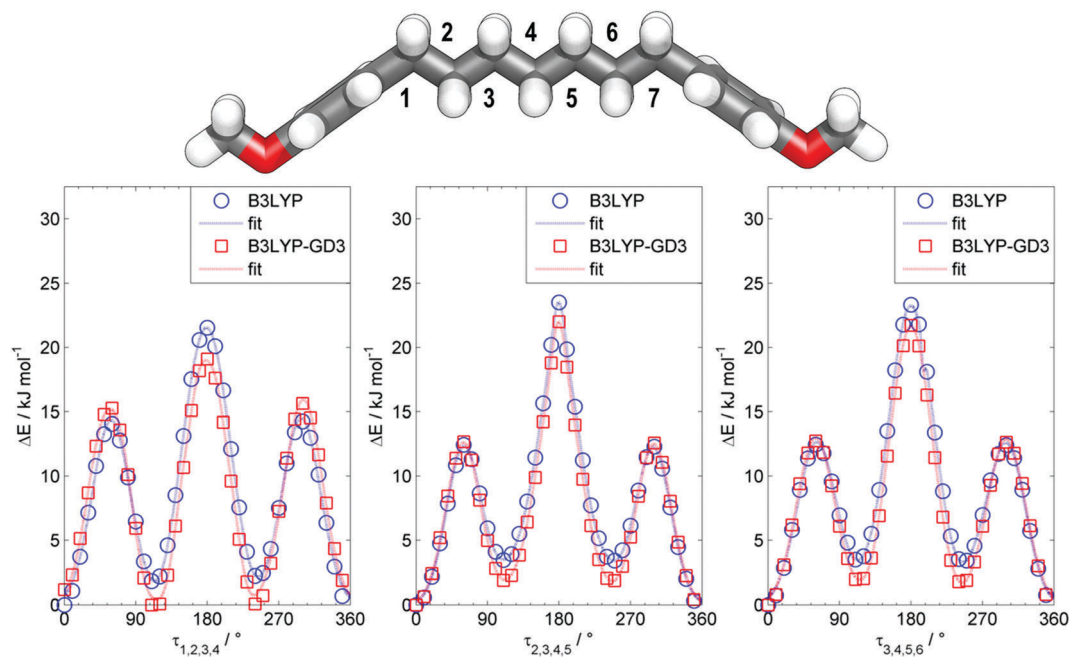 2 4 6
1 3 5 7
B3LYP
fit
B3LYP-GD3
fit
30
25
20
15
10
5
0
ΔE / kJ mol⁻¹
0 90 180 270 360
τ1,2,3,4 / °
B3LYP
fit
B3LYP-GD3
fit
30
25
20
15
10
5
0
ΔE / kJ mol⁻¹
0 90 180 270 360
τ2,3,4,5 / °
B3LYP
fit
B3LYP-GD3
fit
30
25
20
15
10
5
0
ΔE / kJ mol⁻¹
0 90 180 270 360
τ3,4,5,6 / °